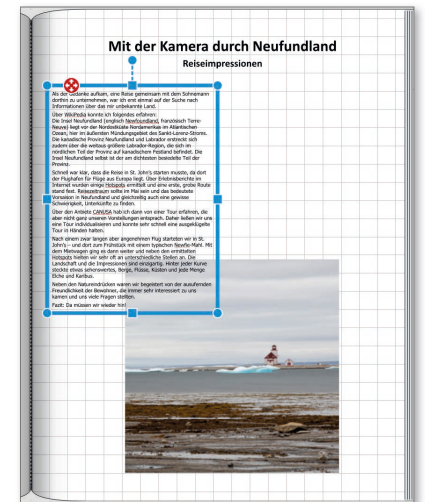 Mit der Kamera durch Neufundland
Reiseimpressionen
Als der Gedanke aufkam, eine Reise gemeinsam mit dem Sohnemann
dorthin zu unternehmen, war ich erst einmal auf der Suche nach
Informationen über das mir unbekannte Land.
Über WikiPedia konnte ich folgendes erfahren:
Die Insel Neufundland (englisch Newfoundland, französisch Terre-
Neuve) liegt vor der Nordostküste Nordamerikas im Atlantischen
Ozean, hier im äußersten Mündungsgebiet des Sankt-Lorenz-Stroms.
Die kanadische Provinz Neufundland und Labrador erstreckt sich
zudem über die weitaus größere Labrador-Region, die sich im
nördlichen Teil der Provinz auf kanadischem Festland befindet. Die
Insel Neufundland selbst ist der am dichtesten besiedelte Teil der
Provinz.
Schnell war klar, dass die Reise in St. John's starten musste, da dort
der Flughafen für Flüge aus Europa liegt. Über Erlebnisberichte im
Internet wurden einige Hotspots ermittelt und eine erste, grobe Route
stand fest. Reisezeitraum sollte im Mai sein und das bedeutete
Vorsaison in Neufundland und gleichzeitig auch eine gewisse
Schwierigkeit, Unterkünfte zu finden.
Über den Anbiete CANUSA hab ich dann von einer Tour erfahren, die
aber nicht ganz unseren Vorstellungen entsprach. Daher ließen wir uns
eine Tour individualisieren und konnte sehr schnell eine ausgeklügelte
Tour in Händen halten.
Nach einem zwar langen aber angenehmen Flug starteten wir in St.
John's – und dort zum Frühstück mit einem typischen Newfie-Mahl. Mit
dem Mietwagen ging es dann weiter und neben den ermittelten
Hotspots hielten wir sehr oft an unterschiedliche Stellen an. Die
Landschaft und die Impressionen sind einzigartig. Hinter jeder Kurve
steckte etwas sehenswertes, Berge, Flüsse, Küsten und jede Menge
Elche und Karibus.
Neben den Natureindrücken waren wir begeistert von der ausufernden
Freundlichkeit der Bewohner, die immer sehr interessiert zu uns
kamen und uns viele Fragen stellten.
Fazit: Da müssen wir wieder hin!